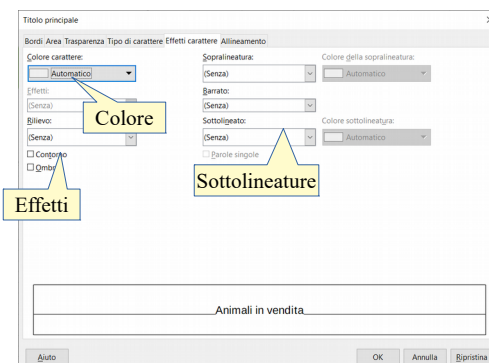 Titolo principale
Bordi Area Trasparenza Tipo di carattere Effetti carattere Allineamento
Colore carattere: Sopralineatura: Colore della sopralineatura:
Automatico (Senza) Automatico
Effetti: Barrato:
(Senza) (Senza)
Colore
Rilievo: Sottolineato: Colore sottolineatura:
(Senza) (Senza) Automatico
Contorno Parole singole
Sottolineature
Effetti
Animali in vendita
Aiuto OK Annulla Ripristina